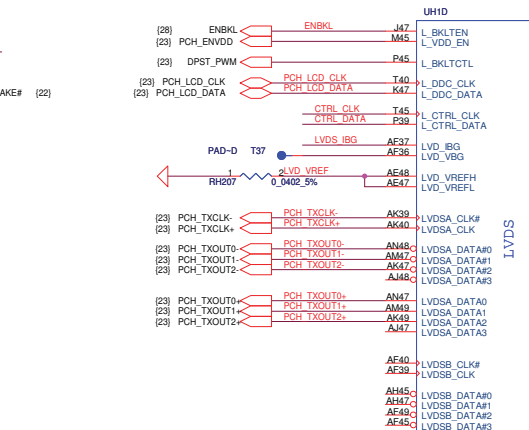 UH1D
{28} ENBKL ENBKL J47 L_BKLTEN
{23} PCH_ENVDD M45 L_VDD_EN
{23} DPST_PWM P45 L_BKLTCTL
{23} PCH_LCD_CLK PCH_LCD_CLK T40 L_DDC_CLK
AKE# {22} {23} PCH_LCD_DATA PCH_LCD_DATA K47 L_DDC_DATA
CTRL_CLK T45 L_CTRL_CLK
CTRL_DATA P39 L_CTRL_DATA
LVDS_IBG AF37 LVD_IBG
PAD~D T37 AF36 LVD_VBG
1 2 LVD_VREF AE48 LVD_VREFH
RH207 0_0402_5% AE47 LVD_VREFL
{23} PCH_TXCLK- PCH_TXCLK- AK39 LVDSA_CLK#
{23} PCH_TXCLK+ PCH_TXCLK+ AK40 LVDSA_CLK
LVDS
{23} PCH_TXOUT0- PCH_TXOUT0- AN48 LVDSA_DATA#0
{23} PCH_TXOUT1- PCH_TXOUT1- AM47 LVDSA_DATA#1
{23} PCH_TXOUT2- PCH_TXOUT2- AK47 LVDSA_DATA#2
AJ48 LVDSA_DATA#3
{23} PCH_TXOUT0+ PCH_TXOUT0+ AN47 LVDSA_DATA0
{23} PCH_TXOUT1+ PCH_TXOUT1+ AM49 LVDSA_DATA1
{23} PCH_TXOUT2+ PCH_TXOUT2+ AK49 LVDSA_DATA2
AJ47 LVDSA_DATA3
AF40 LVDSB_CLK#
AF39 LVDSB_CLK
AH45 LVDSB_DATA#0
AH47 LVDSB_DATA#1
AF49 LVDSB_DATA#2
AF45 LVDSB_DATA#3